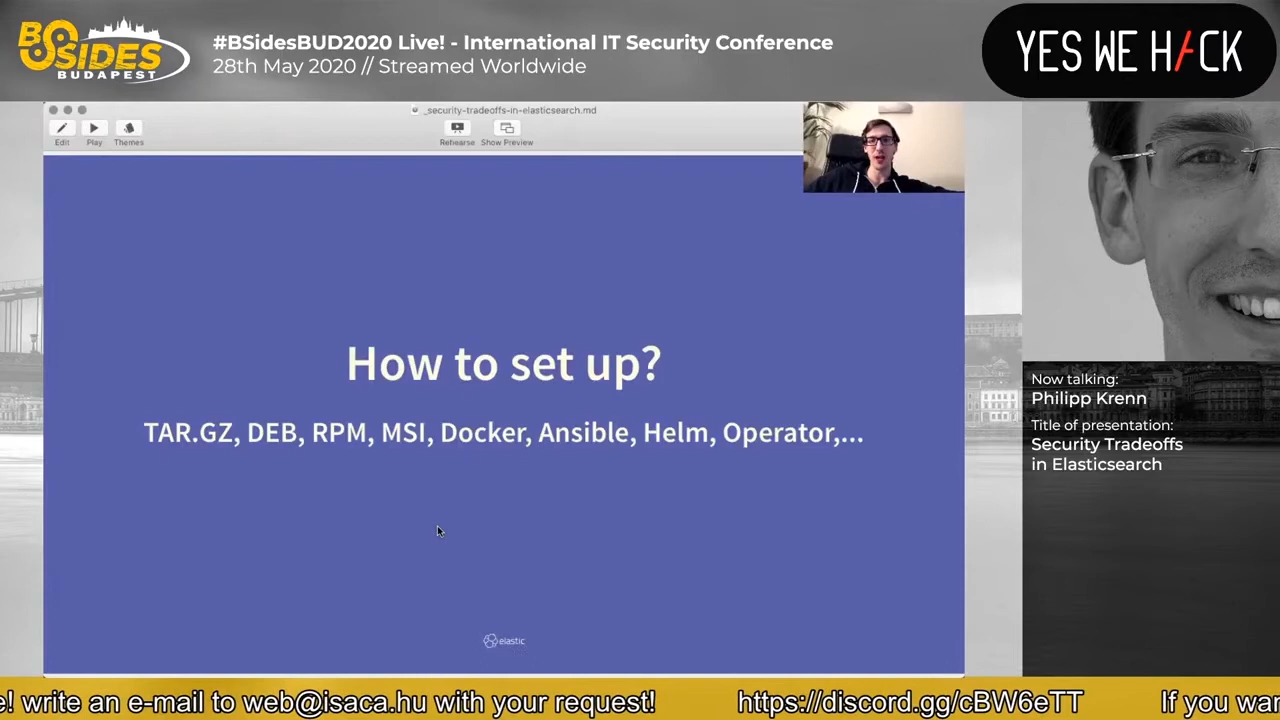 BSIDES
BUDAPEST
#BSidesBUD2020 Live! - International IT Security Conference
28th May 2020 // Streamed Worldwide
YES WE H/CK
_security-tradeoffs-in-elasticsearch.md
Edit
Play
Themes
Rehearse
Show Preview
How to set up?
TAR.GZ, DEB, RPM, MSI, Docker, Ansible, Helm, Operator,...
elastic
Now talking:
Philipp Krenn
Title of presentation:
Security Tradeoffs
in Elasticsearch
e! write an e-mail to web@isaca.hu with your request! https://discord.gg/cBW6eTT If you wan